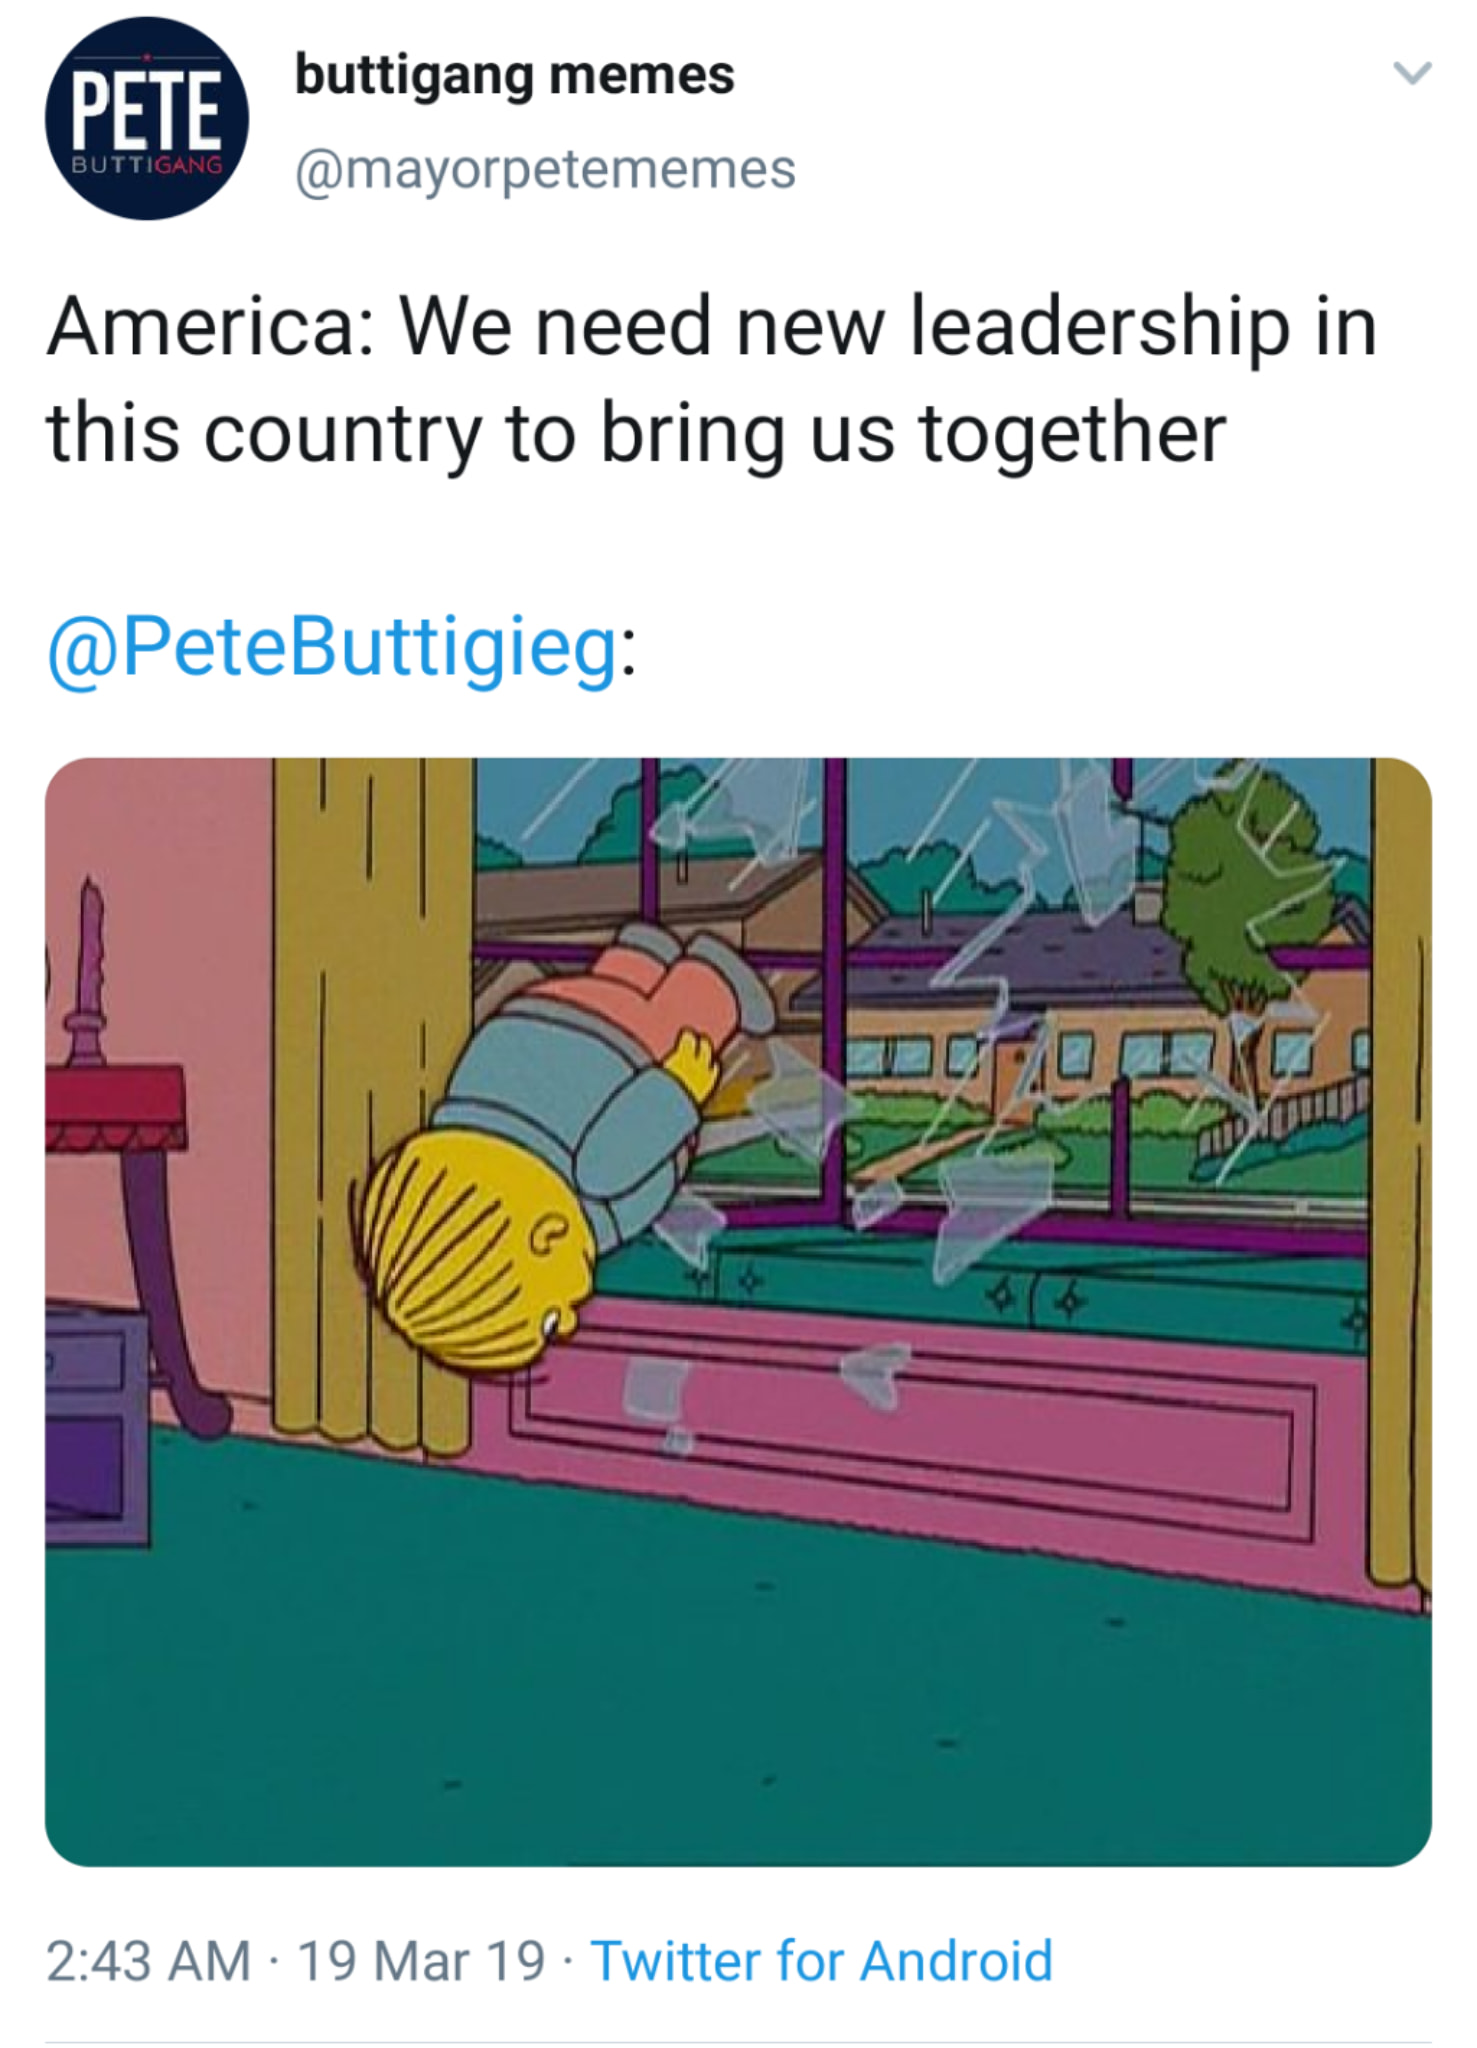 PETE
BUTTIGANG
buttigang memes
@mayorpetememes
America: We need new leadership in
this country to bring us together
@PeteButtigieg:
2:43 AM · 19 Mar 19 · Twitter for Android